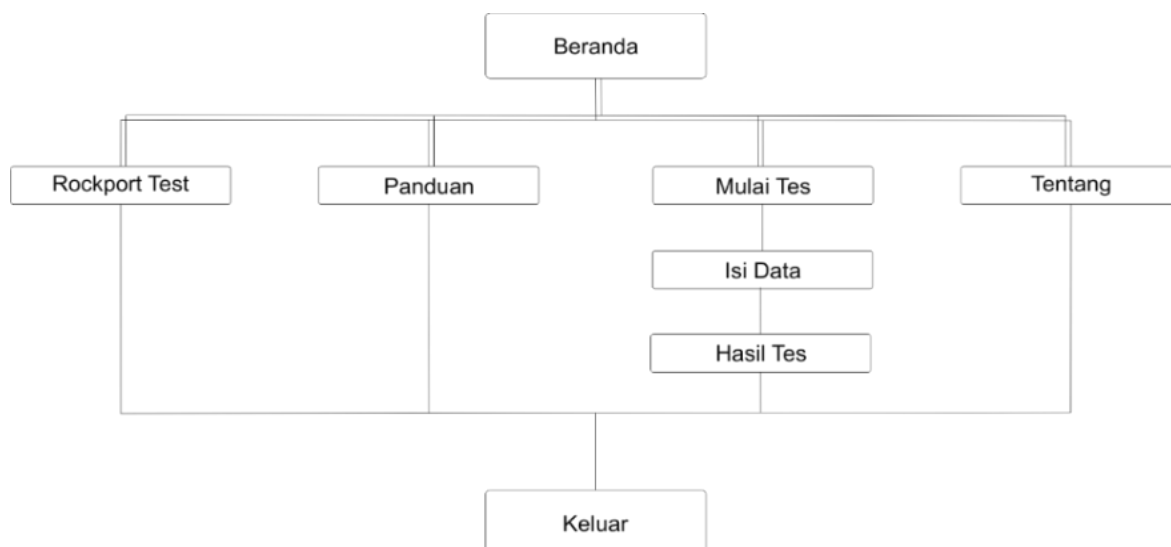 Beranda
Rockport Test
Panduan
Mulai Tes
Tentang
Isi Data
Hasil Tes
Keluar